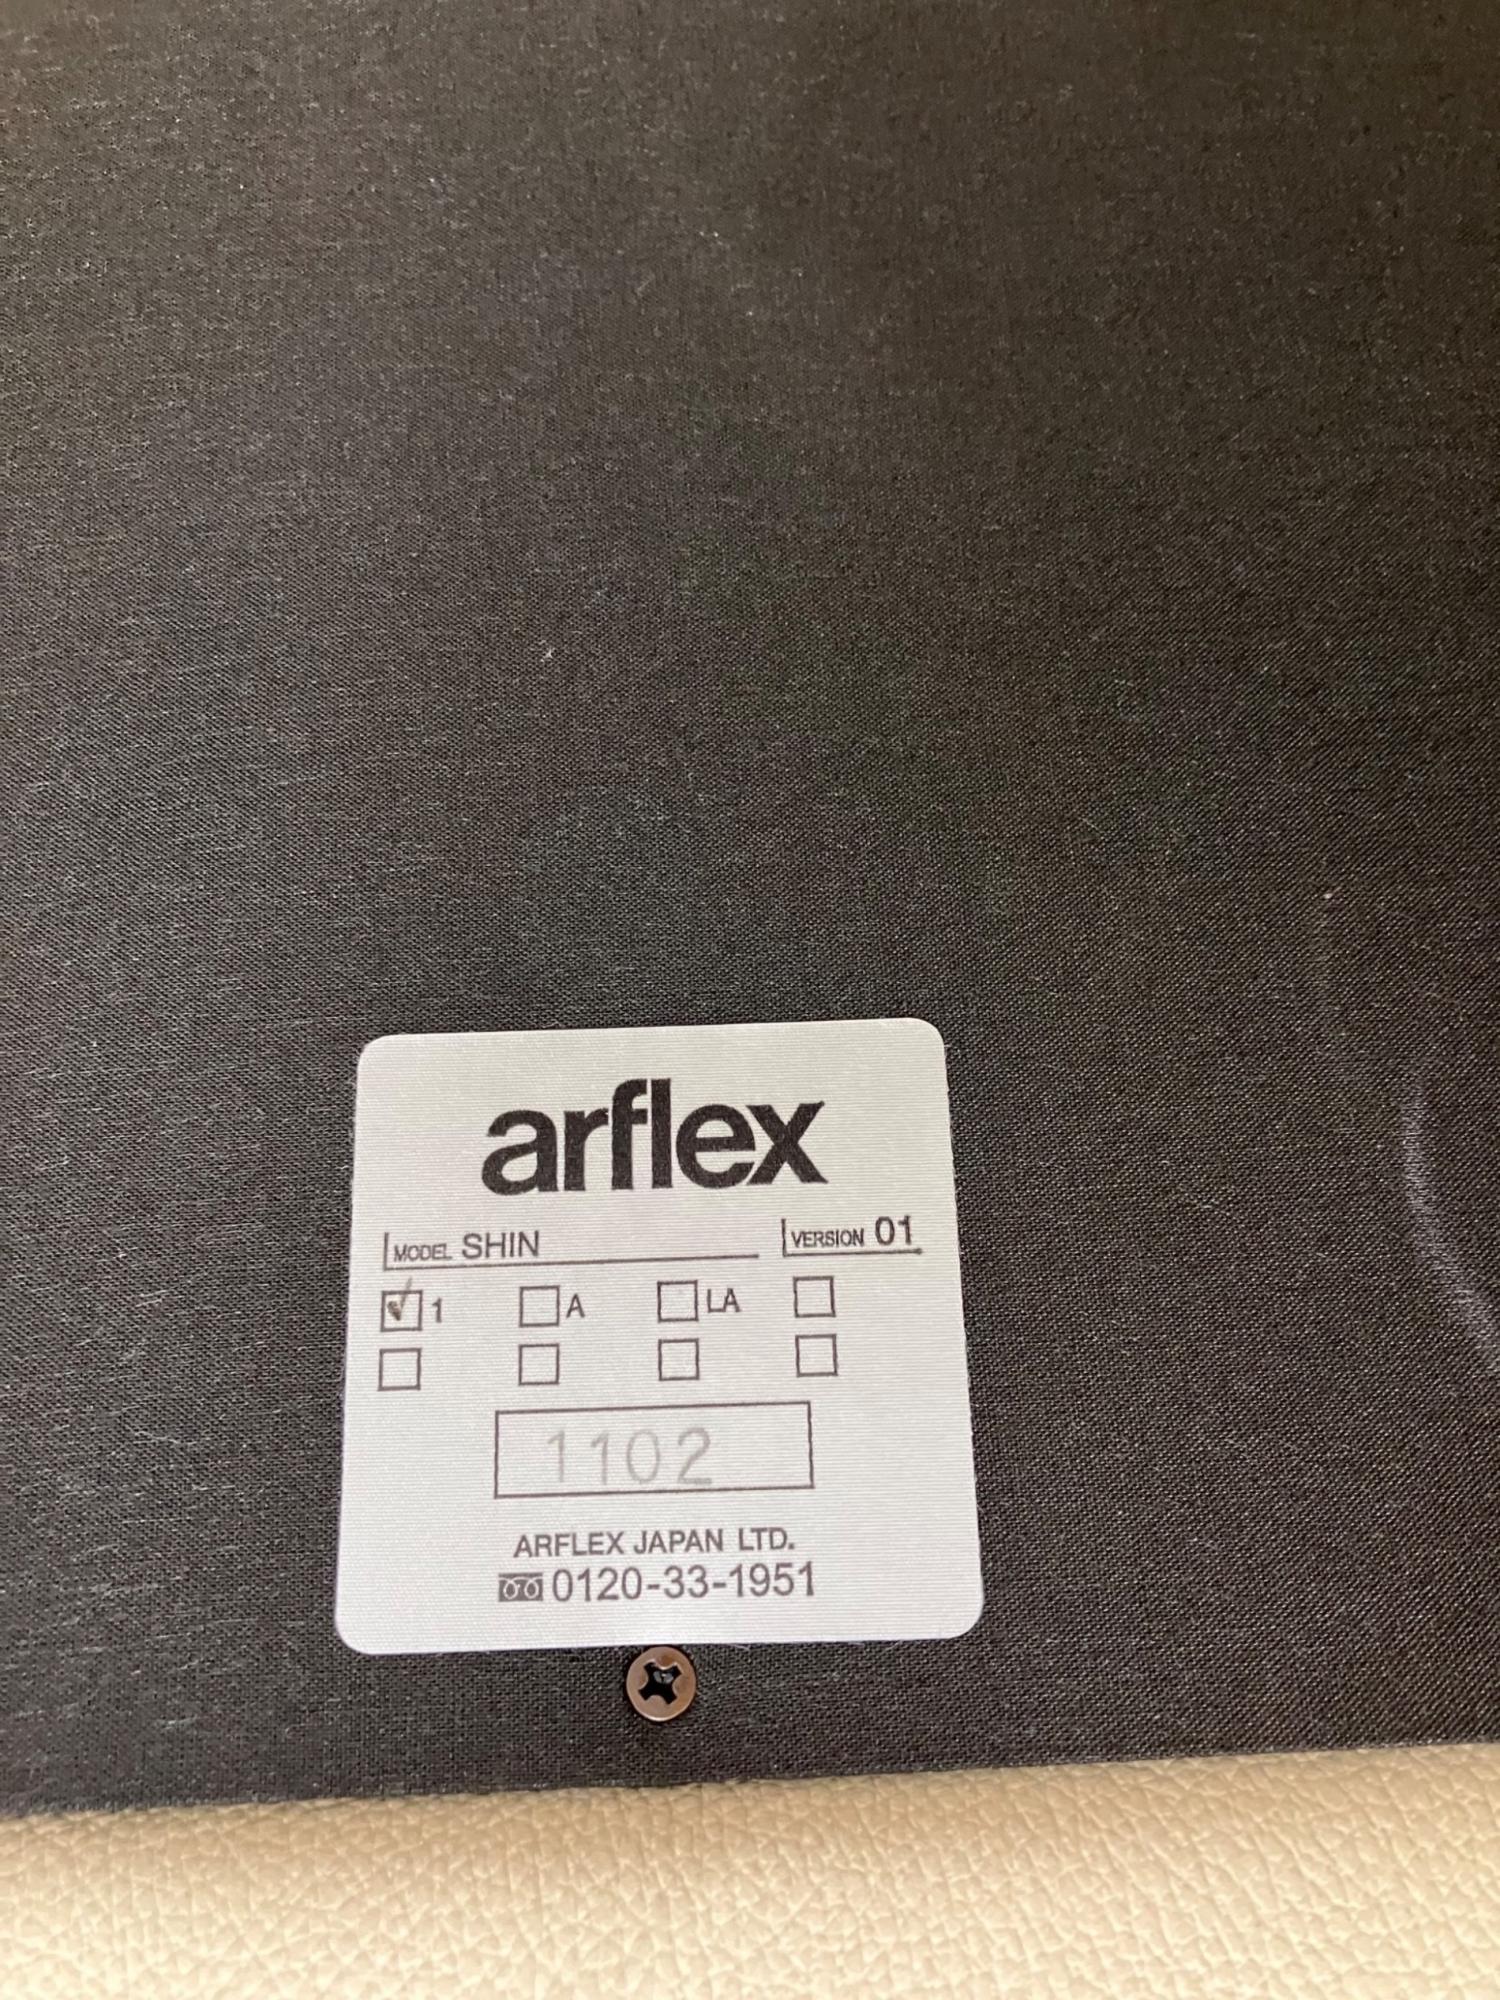 arflex
MODEL SHIN VERSION 01
1 A LA
1102
ARFLEX JAPAN LTD.
0120-33-1951